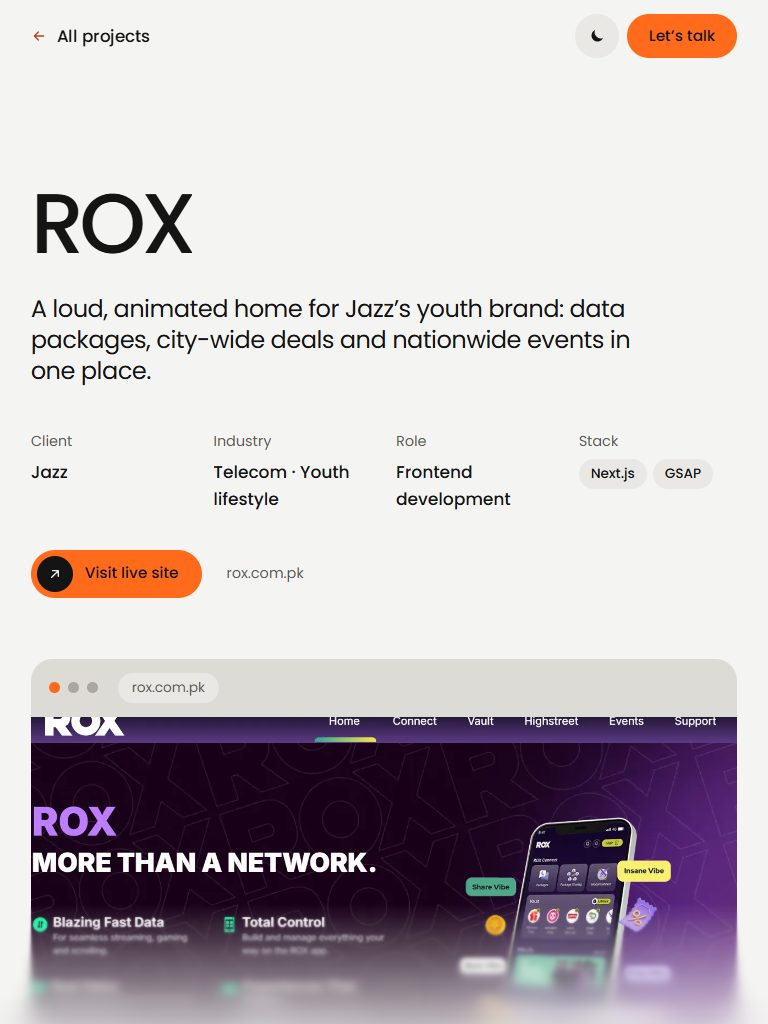 ← All projects
Let's talk
ROX
A loud, animated home for Jazz's youth brand: data
packages, city-wide deals and nationwide events in
one place.
Client
Jazz
Industry
Telecom · Youth
lifestyle
Role
Frontend
development
Stack
Next.js GSAP
Visit live site
rox.com.pk
rox.com.pk
ROX Home Connect Vault Highstreet Events Support
ROX
MORE THAN A NETWORK.
Blazing Fast Data
For seamless streaming, gaming
and scrolling.
Total Control
Build and manage everything your
way on the ROX app.
ROX
Share Vibe
Insane Vibe